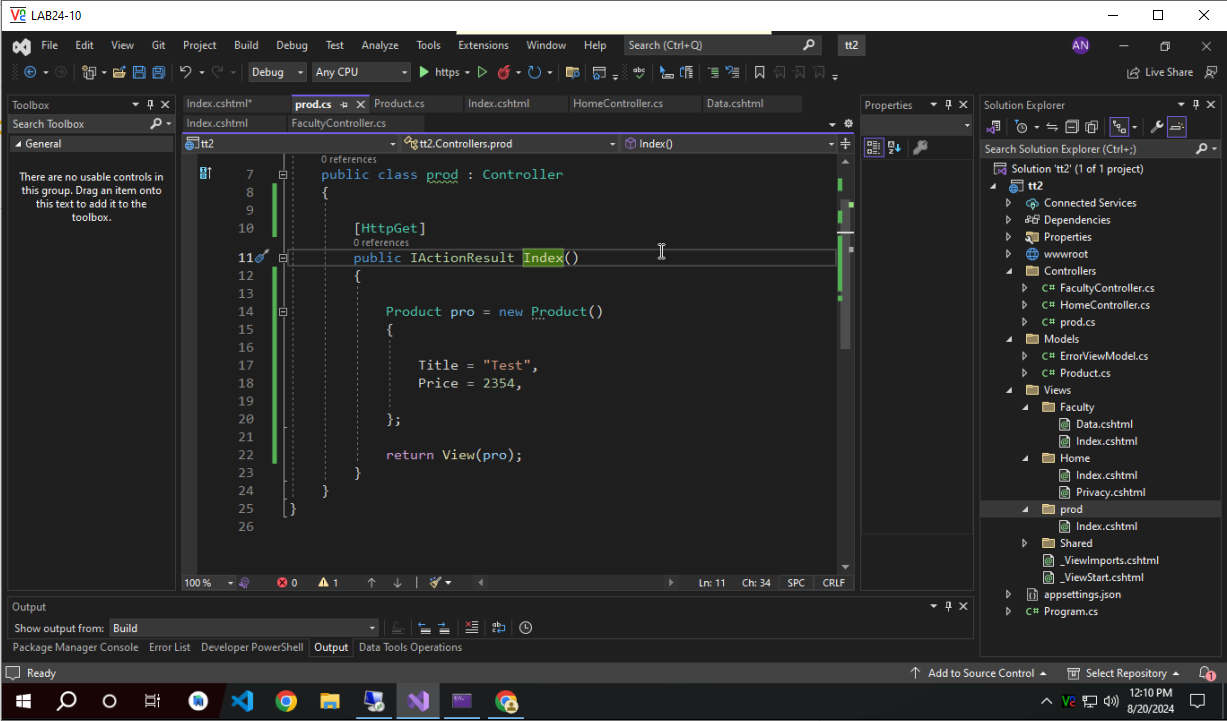 LAB24-10
File Edit View Git Project Build Debug Test Analyze Tools Extensions Window Help Search (Ctrl+Q) tt2 AN
Debug Any CPU https Live Share
Toolbox
Search Toolbox
General
There are no usable controls in
this group. Drag an item onto
this text to add it to the
toolbox.
Index.cshtml* prod.cs Product.cs Index.cshtml HomeController.cs Data.cshtml
Index.cshtml FacultyController.cs
tt2 tt2.Controllers.prod Index()
0 references
7 public class prod : Controller
8 {
9
10 [HttpGet]
0 references
11 public IActionResult Index()
12 {
13
14 Product pro = new Product()
15 {
16
17 Title = "Test",
18 Price = 2354,
19
20 };
21
22 return View(pro);
23 }
24 }
25 }
26
100 % 0 1 Ln: 11 Ch: 34 SPC CRLF
Properties
Solution Explorer
Search Solution Explorer (Ctrl+;)
Solution 'tt2' (1 of 1 project)
tt2
Connected Services
Dependencies
Properties
wwwroot
Controllers
C# FacultyController.cs
C# HomeController.cs
C# prod.cs
Models
C# ErrorViewModel.cs
C# Product.cs
Views
Faculty
Data.cshtml
Index.cshtml
Home
Index.cshtml
Privacy.cshtml
prod
Index.cshtml
Shared
_ViewImports.cshtml
_ViewStart.cshtml
appsettings.json
C# Program.cs
Output
Show output from: Build
Package Manager Console Error List Developer PowerShell Output Data Tools Operations
Ready Add to Source Control Select Repository 1
12:10 PM
8/20/2024